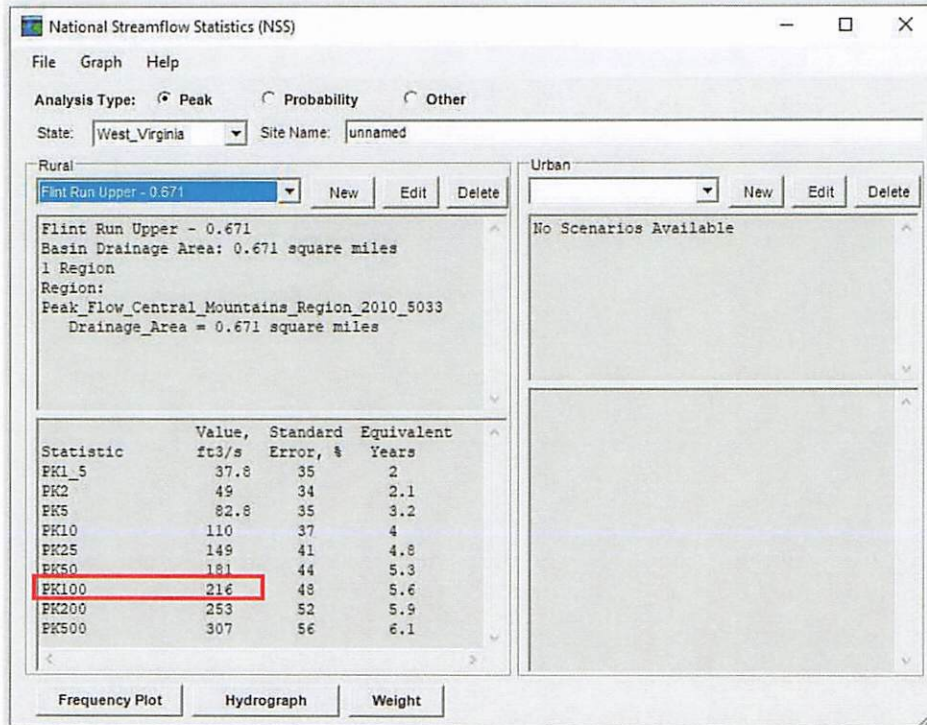 National Streamflow Statistics (NSS)
File Graph Help
Analysis Type: Peak Probability Other
State: West_Virginia Site Name: unnamed
Rural
Flint Run Upper - 0.671 New Edit Delete
Flint Run Upper - 0.671
Basin Drainage Area: 0.671 square miles
1 Region
Region:
Peak_Flow_Central_Mountains_Region_2010_5033
Drainage_Area = 0.671 square miles
Value, Standard Equivalent
Statistic ft3/s Error, % Years
PK1_5 37.8 35 2
PK2 49 34 2.1
PK5 82.8 35 3.2
PK10 110 37 4
PK25 149 41 4.8
PK50 181 44 5.3
PK100 216 48 5.6
PK200 253 52 5.9
PK500 307 56 6.1
Urban
New Edit Delete
No Scenarios Available
Frequency Plot Hydrograph Weight